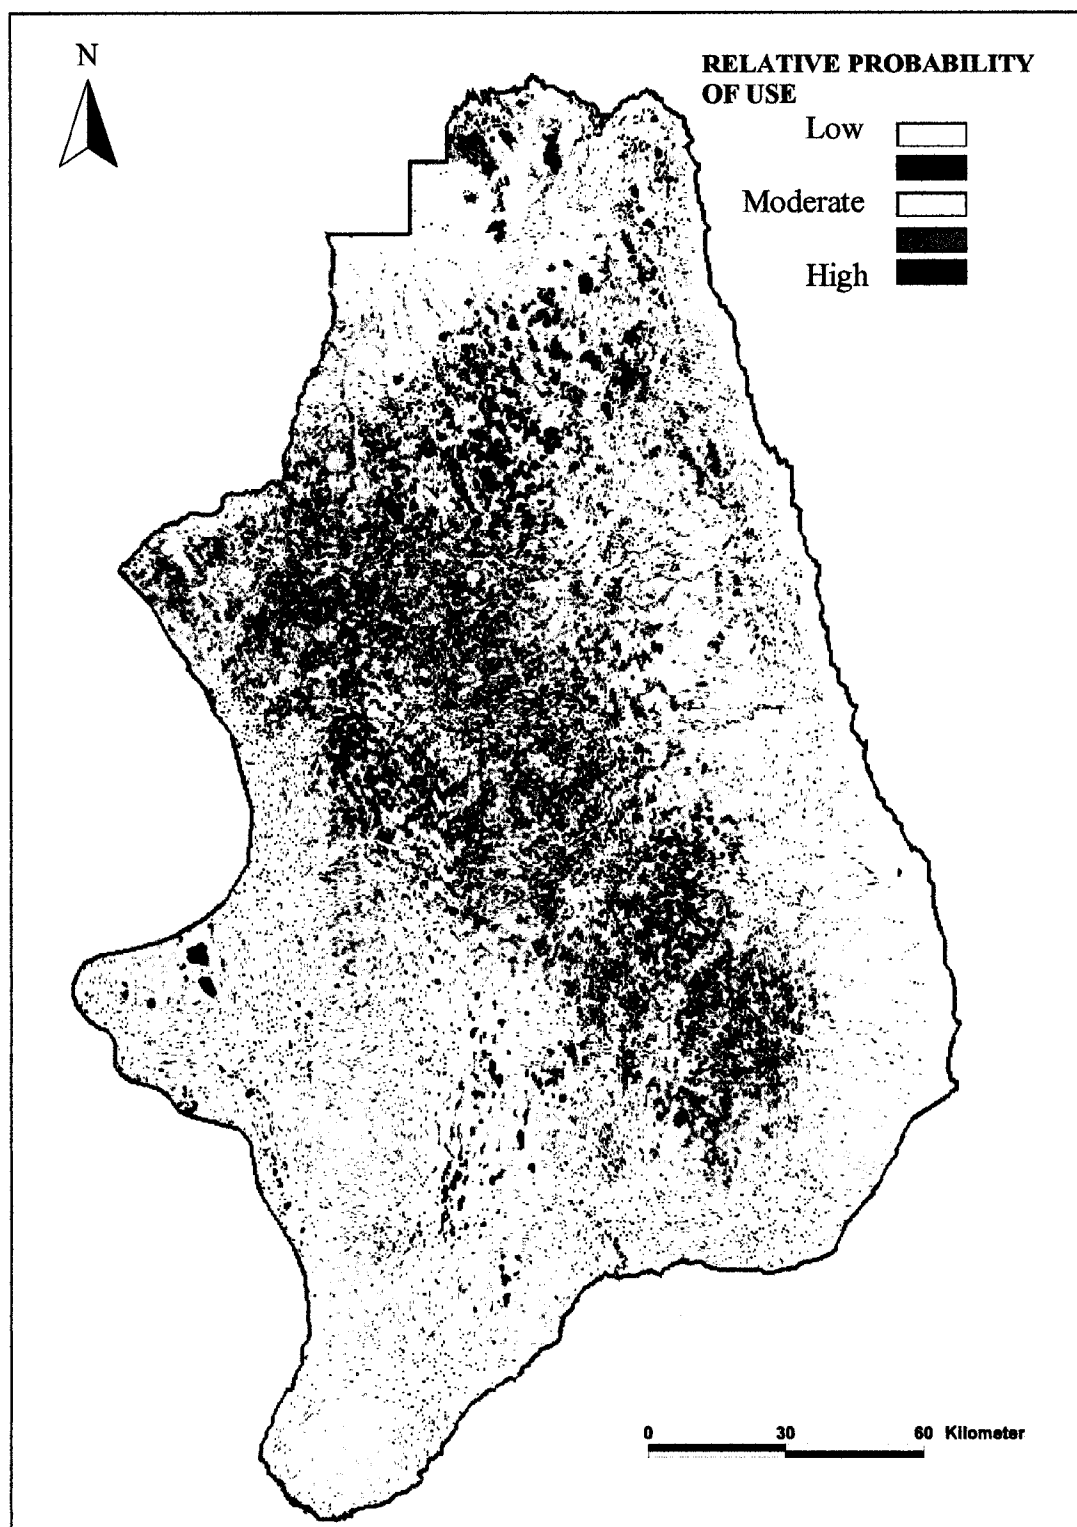 N
RELATIVE PROBABILITY
OF USE
Low
Moderate
High
0 30 60 Kilometer